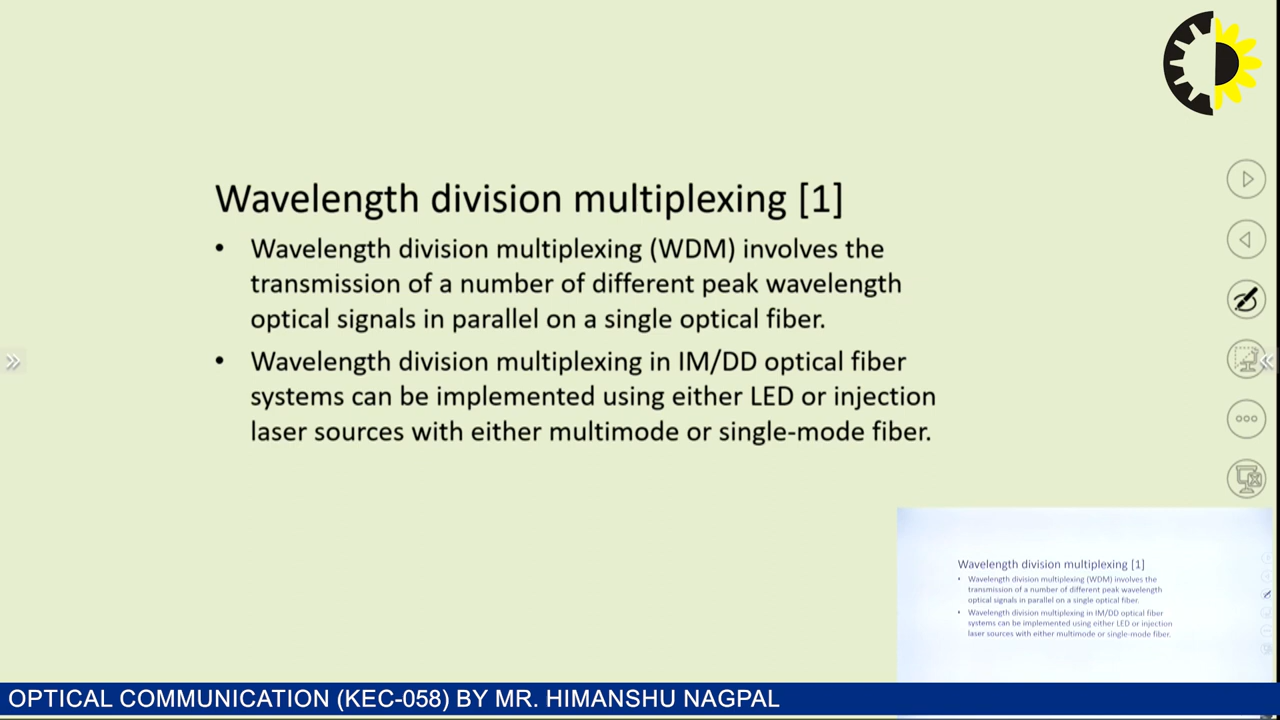 Wavelength division multiplexing [1]
• Wavelength division multiplexing (WDM) involves the
transmission of a number of different peak wavelength
optical signals in parallel on a single optical fiber.
• Wavelength division multiplexing in IM/DD optical fiber
systems can be implemented using either LED or injection
laser sources with either multimode or single-mode fiber.
Wavelength division multiplexing [1]
• Wavelength division multiplexing (WDM) involves the
transmission of a number of different peak wavelength
optical signals in parallel on a single optical fiber.
• Wavelength division multiplexing in IM/DD optical fiber
systems can be implemented using either LED or injection
laser sources with either multimode or single-mode fiber.
OPTICAL COMMUNICATION (KEC-058) BY MR. HIMANSHU NAGPAL